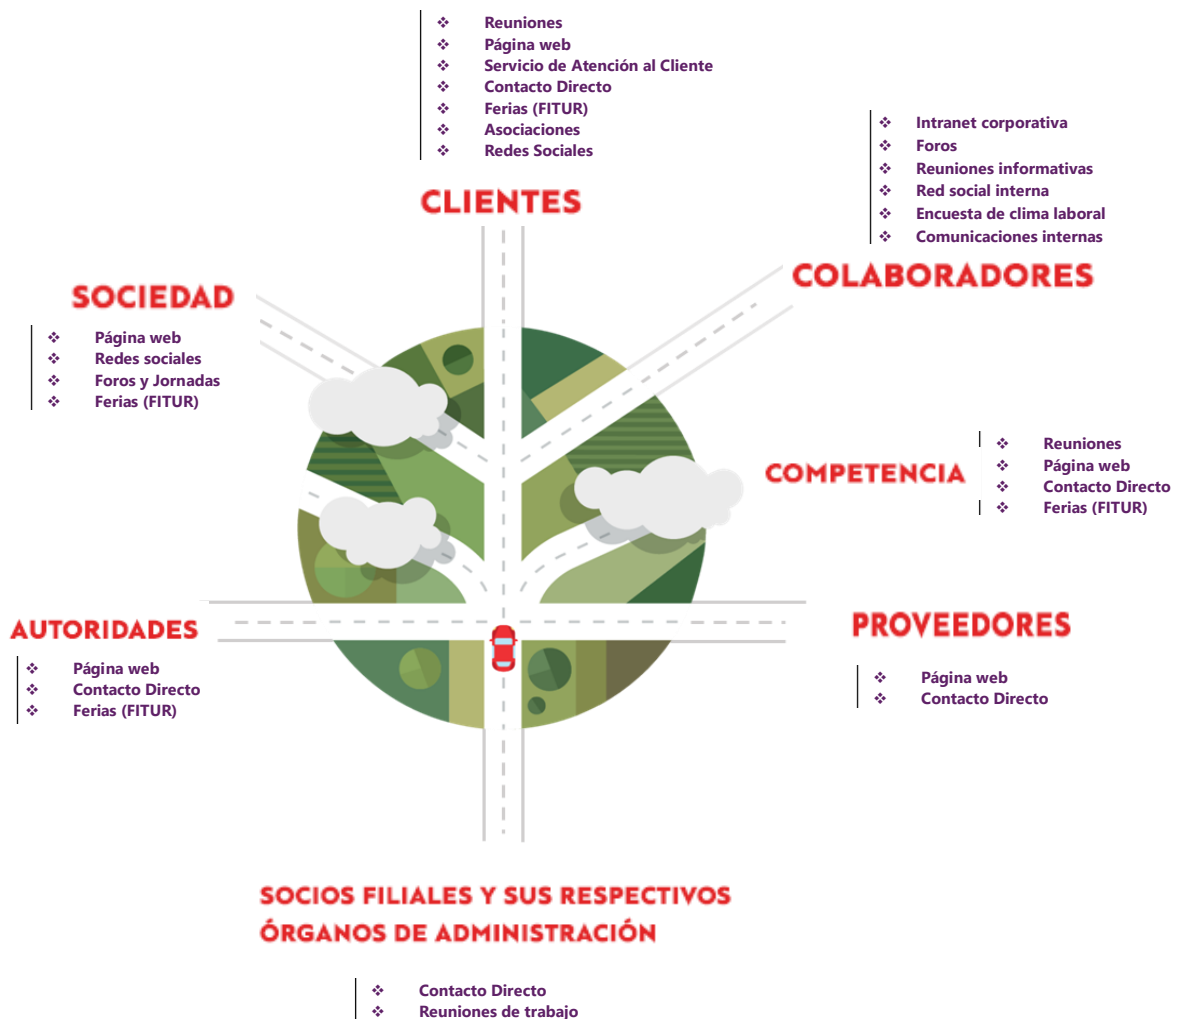 ❖ Reuniones
❖ Página web
❖ Servicio de Atención al Cliente
❖ Contacto Directo
❖ Ferias (FITUR)
❖ Asociaciones
❖ Redes Sociales
CLIENTES
❖ Intranet corporativa
❖ Foros
❖ Reuniones informativas
❖ Red social interna
❖ Encuesta de clima laboral
❖ Comunicaciones internas
COLABORADORES
SOCIEDAD
❖ Página web
❖ Redes sociales
❖ Foros y Jornadas
❖ Ferias (FITUR)
COMPETENCIA
❖ Reuniones
❖ Página web
❖ Contacto Directo
❖ Ferias (FITUR)
AUTORIDADES
❖ Página web
❖ Contacto Directo
❖ Ferias (FITUR)
PROVEEDORES
❖ Página web
❖ Contacto Directo
SOCIOS FILIALES Y SUS RESPECTIVOS
ÓRGANOS DE ADMINISTRACIÓN
❖ Contacto Directo
❖ Reuniones de trabajo